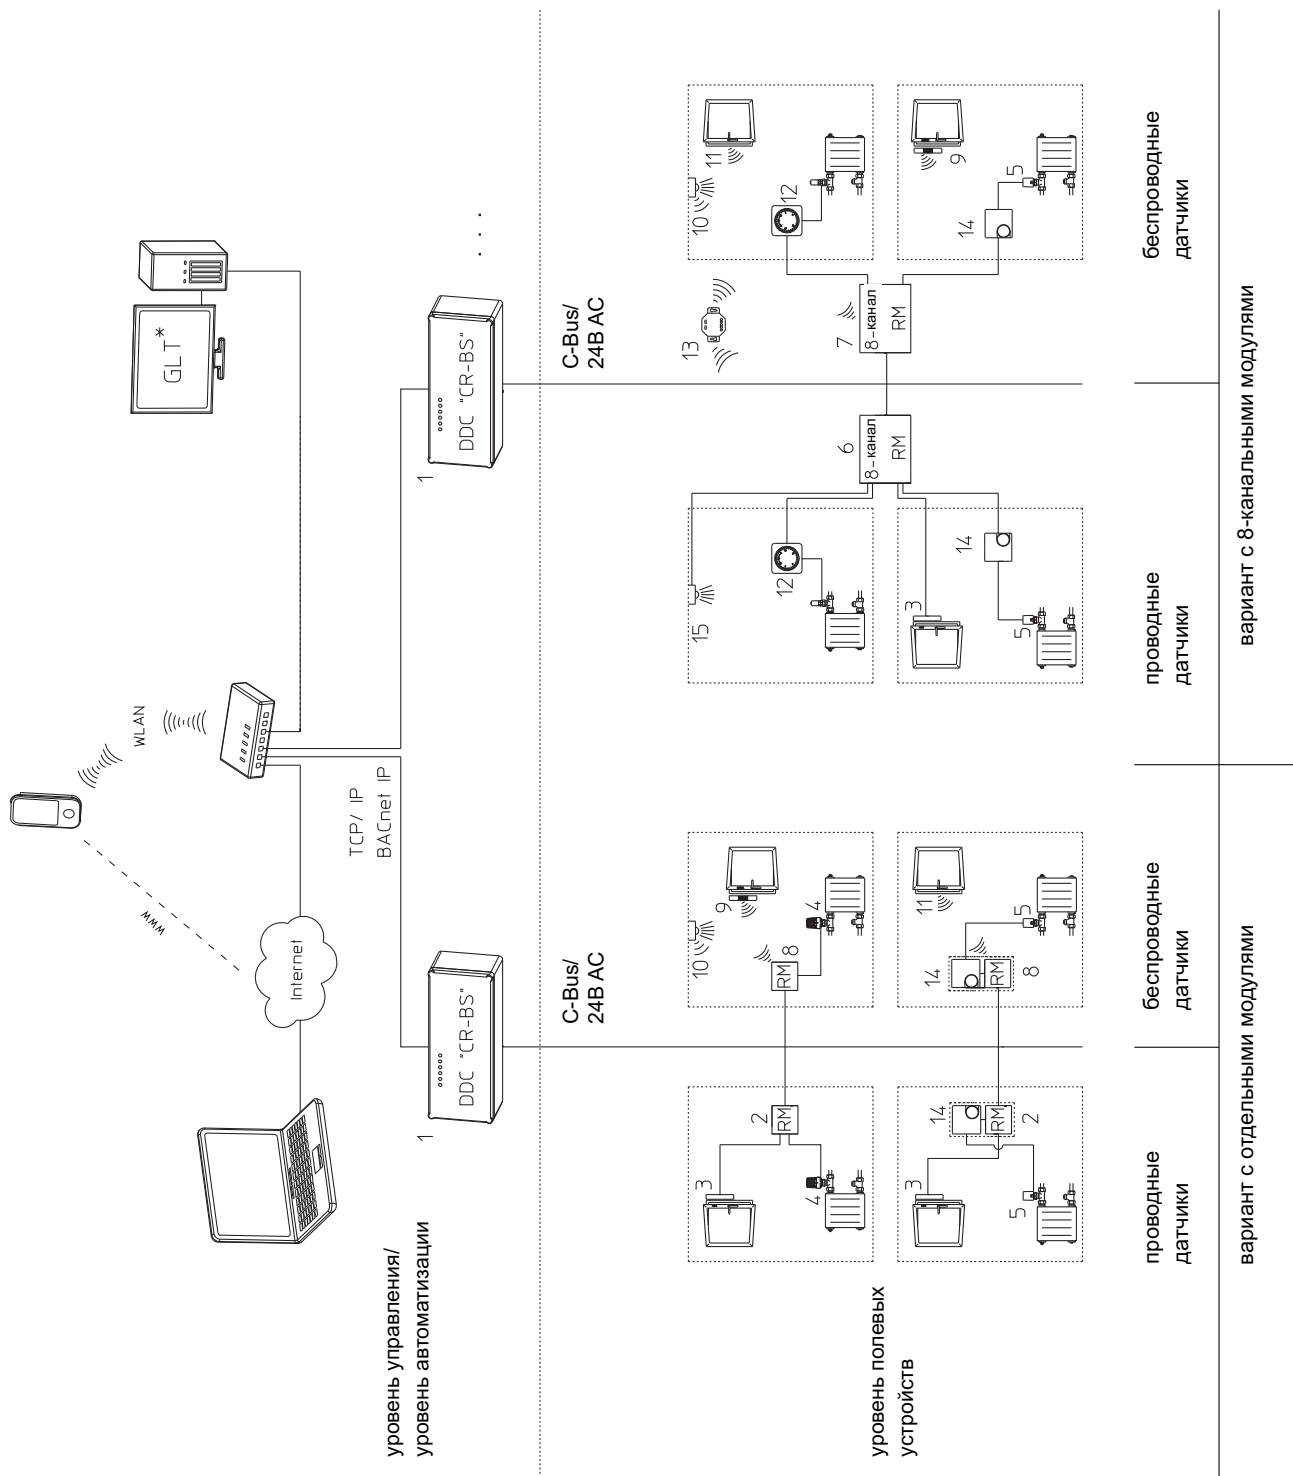 WWW
WLAN
Internet
GLT*
TCP/ IP
BACnet IP
уровень управления/
уровень автоматизации
1
DDC "CR-BS"
1
DDC "CR-BS"
. . .
C-Bus/
24В AC
C-Bus/
24В AC
уровень полевых
устройств
3
2
RM
4
10
9
RM
8
4
15
12
6
8-канал
RM
13
7
8-канал
RM
10
11
12
3
14
RM
2
5
14
RM
8
11
5
3
14
5
14
9
5
проводные
датчики
беспроводные
датчики
проводные
датчики
беспроводные
датчики
вариант с отдельными модулями
вариант с 8-канальными модулями